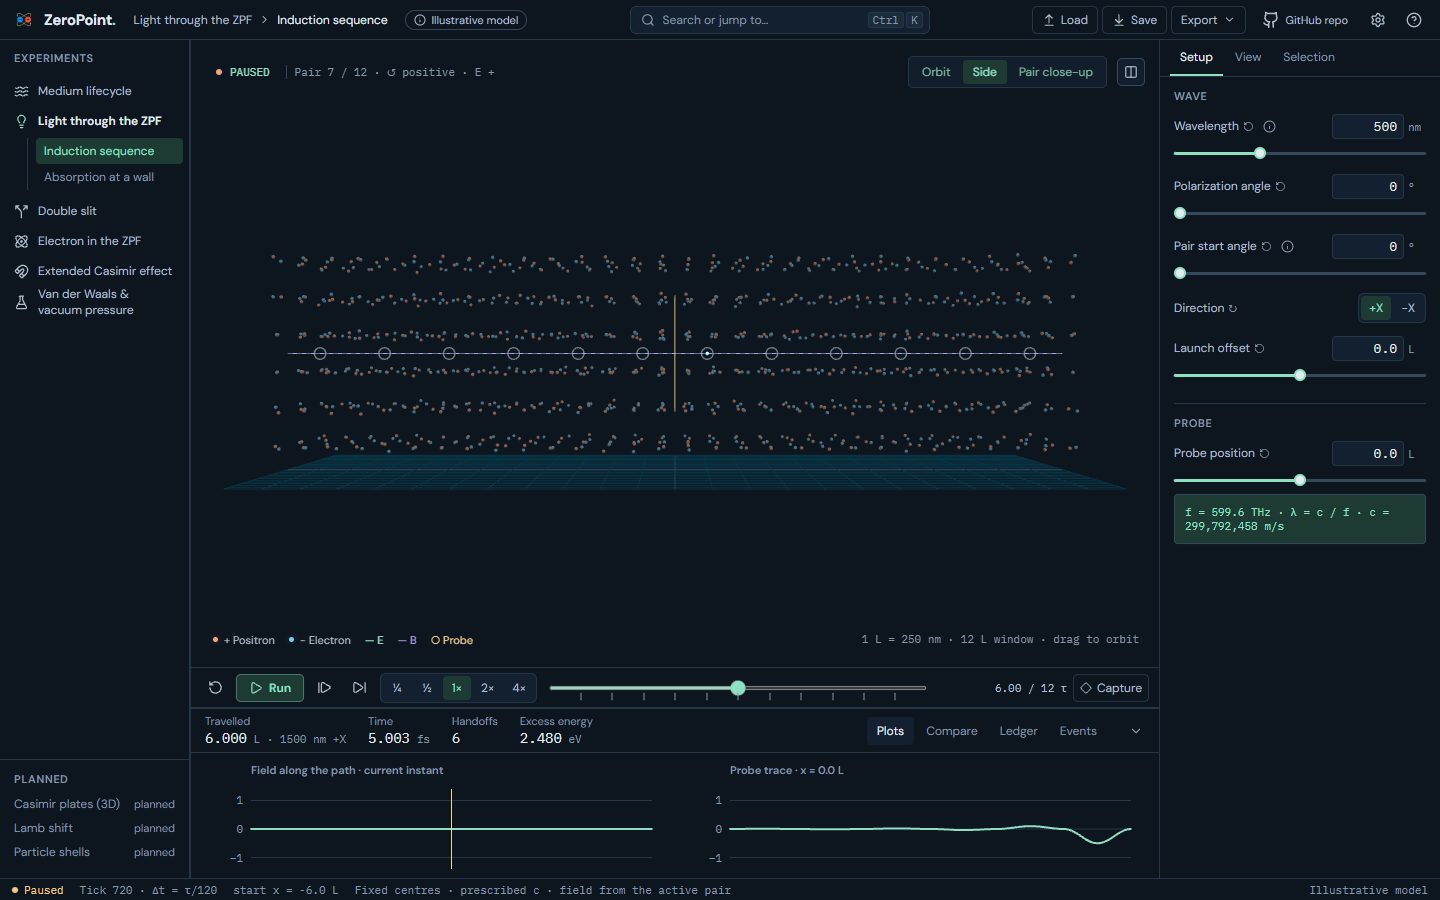 ZeroPoint.
Light through the ZPF > Induction sequence
Illustrative model
Search or jump to...
Ctrl K
Load
Save
Export
GitHub repo
EXPERIMENTS
Medium lifecycle
Light through the ZPF
Induction sequence
Absorption at a wall
Double slit
Electron in the ZPF
Extended Casimir effect
Van der Waals &
vacuum pressure
PLANNED
Casimir plates (3D) planned
Lamb shift planned
Particle shells planned
PAUSED
Pair 7 / 12 · ↺ positive · E +
Orbit Side Pair close-up
+ Positron − Electron — E — B Probe
1 L = 250 nm · 12 L window · drag to orbit
Run
¼ ½ 1× 2× 4×
6.00 / 12 τ
Capture
Travelled
6.000 L · 1500 nm +X
Time
5.003 fs
Handoffs
6
Excess energy
2.480 eV
Plots Compare Ledger Events
Field along the path · current instant
1
0
−1
Probe trace · x = 0.0 L
1
0
−1
Setup View Selection
WAVE
Wavelength 500 nm
Polarization angle 0 °
Pair start angle 0 °
Direction +X −X
Launch offset 0.0 L
PROBE
Probe position 0.0 L
f = 599.6 THz · λ = c / f · c =
299,792,458 m/s
Paused Tick 720 · Δt = τ/120 start x = -6.0 L Fixed centres · prescribed c · field from the active pair
Illustrative model